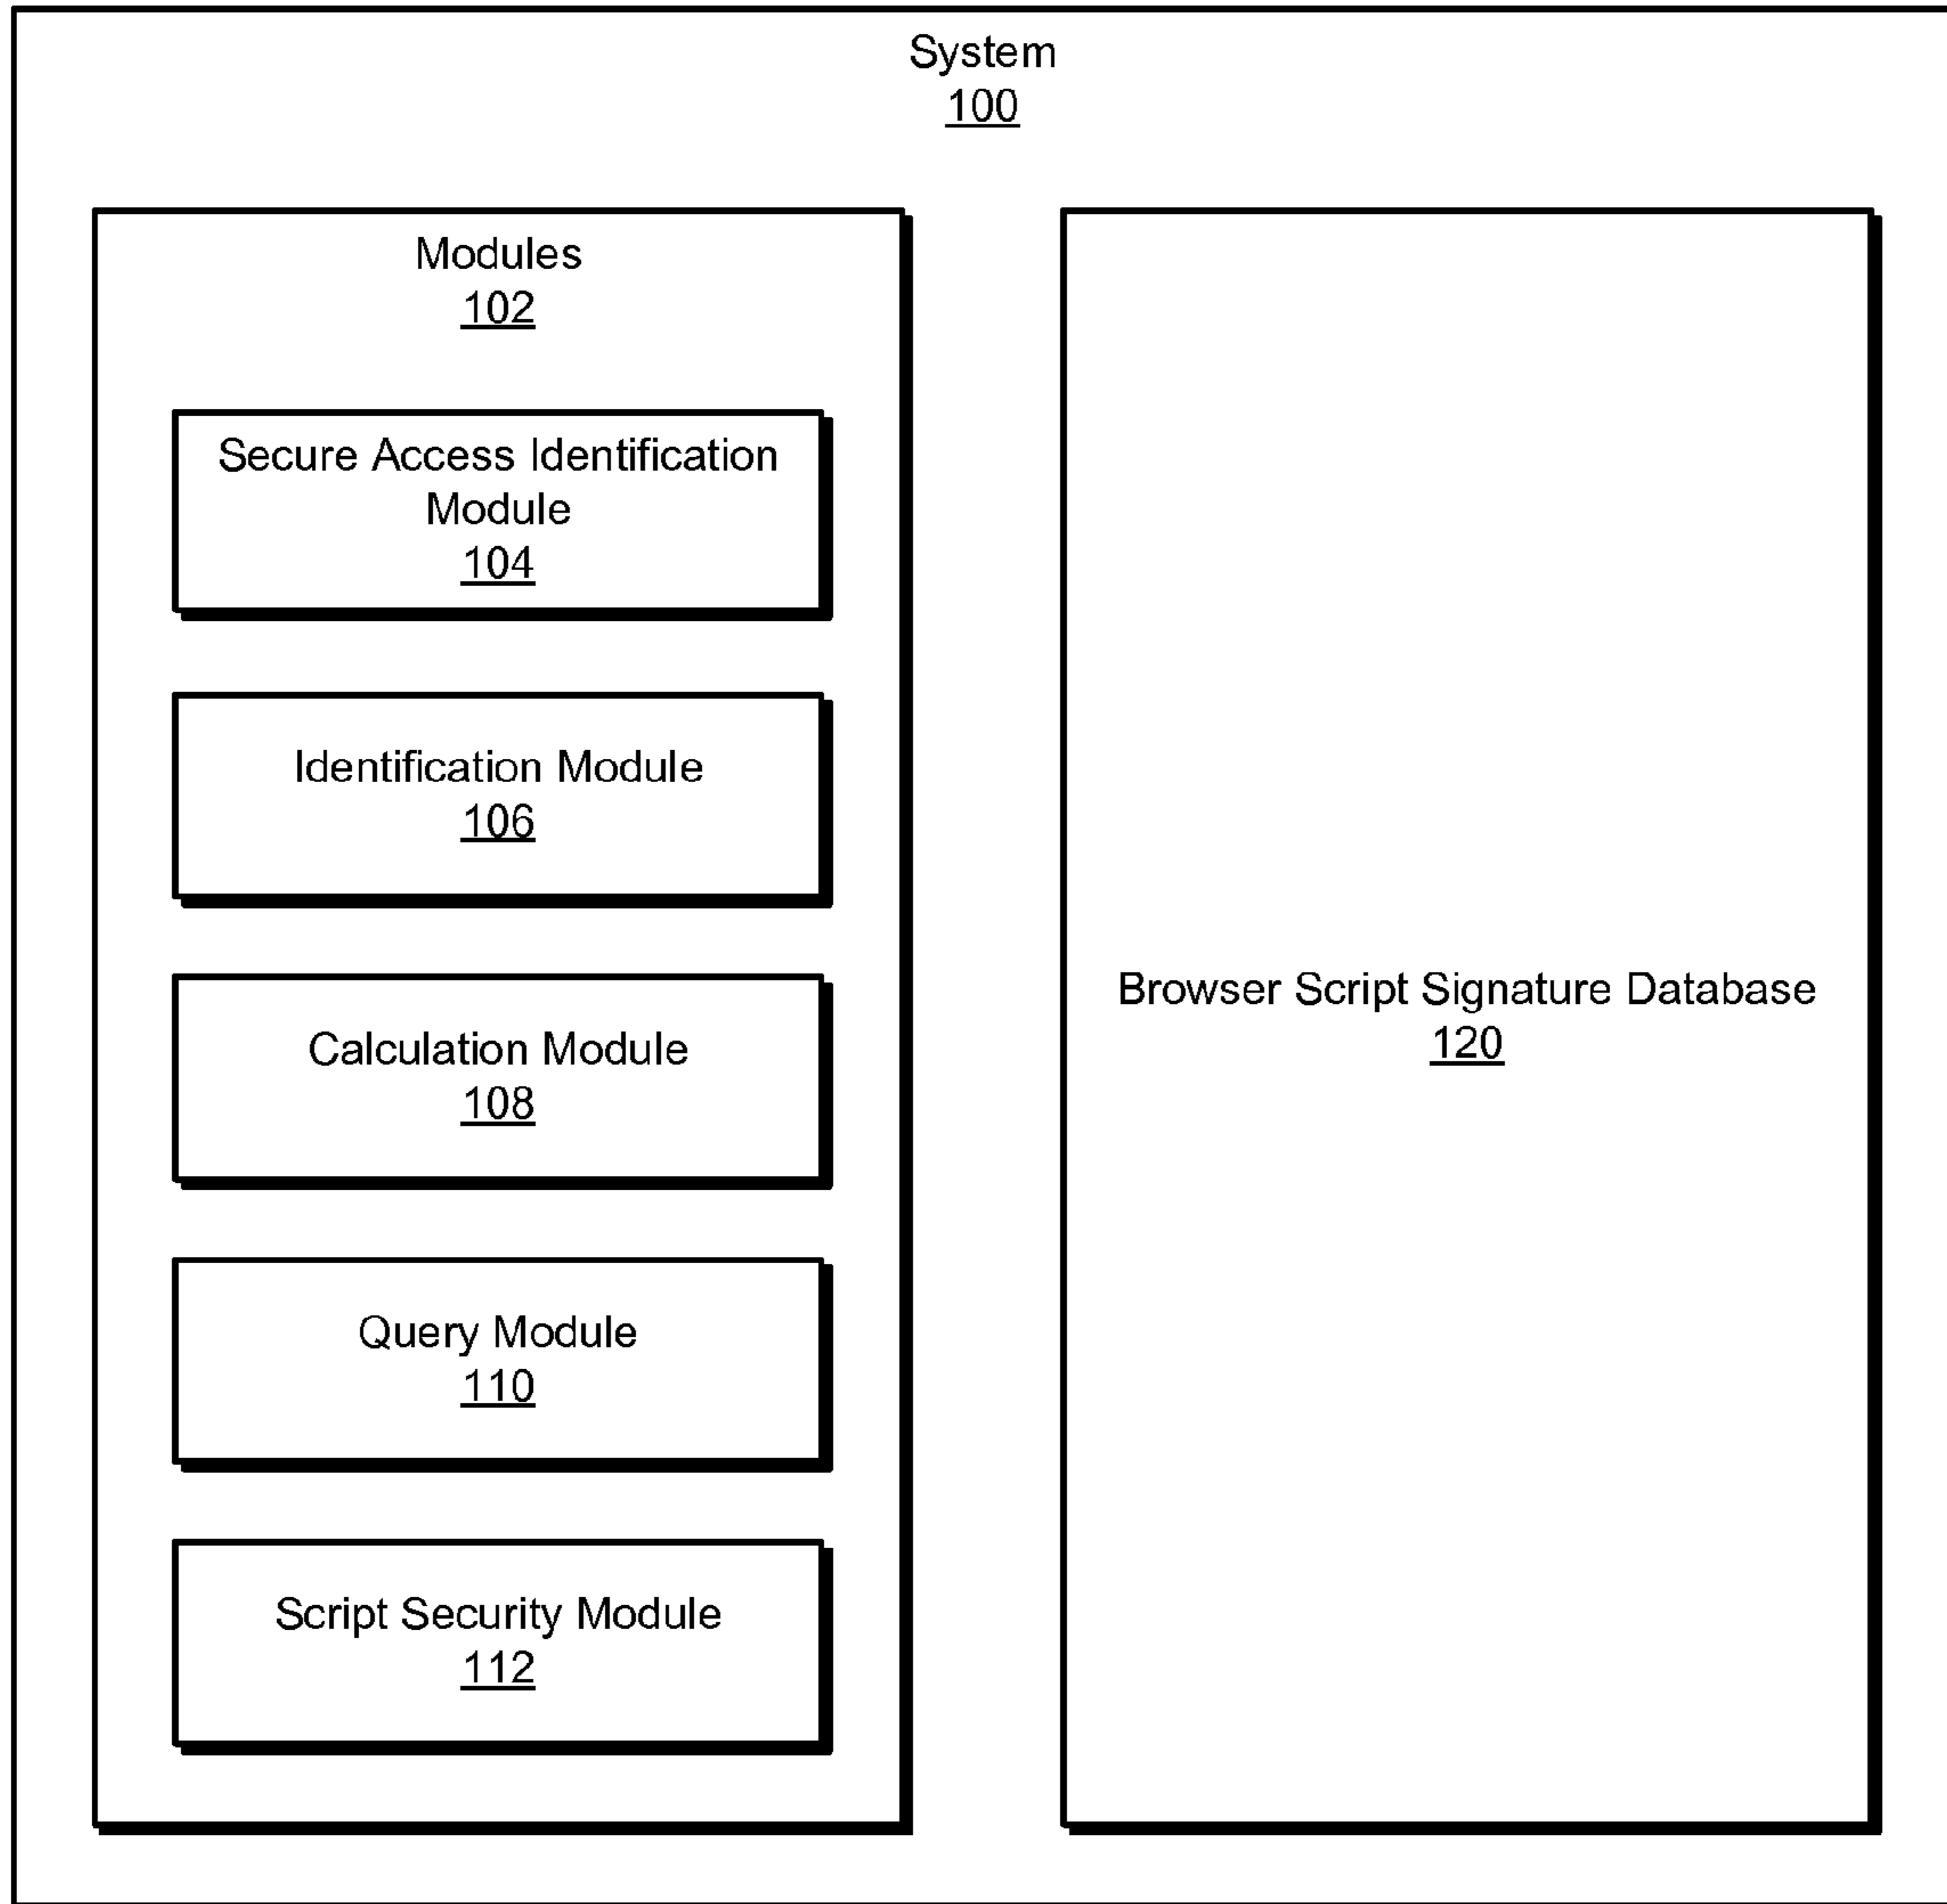 System
100
Modules
102
Secure Access Identification
Module
104
Identification Module
106
Calculation Module
108
Query Module
110
Script Security Module
112
Browser Script Signature Database
120